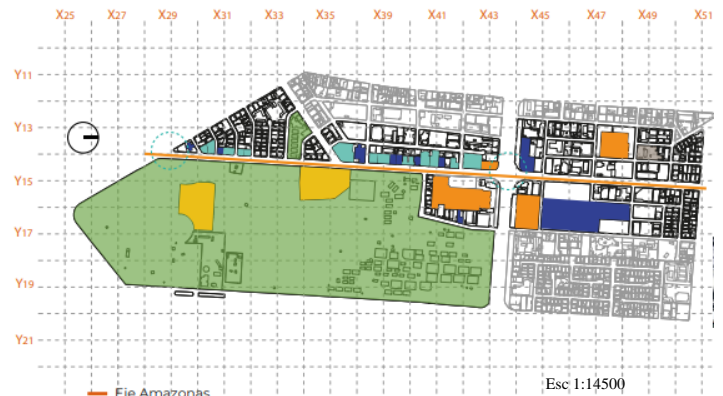 X25 X27 X29 X31 X33 X35 X37 X39 X41 X43 X45 X47 X49 X51
Y11
Y13
Y15
Y17
Y19
Y21
Esc 1:14500
Eje Amazonas